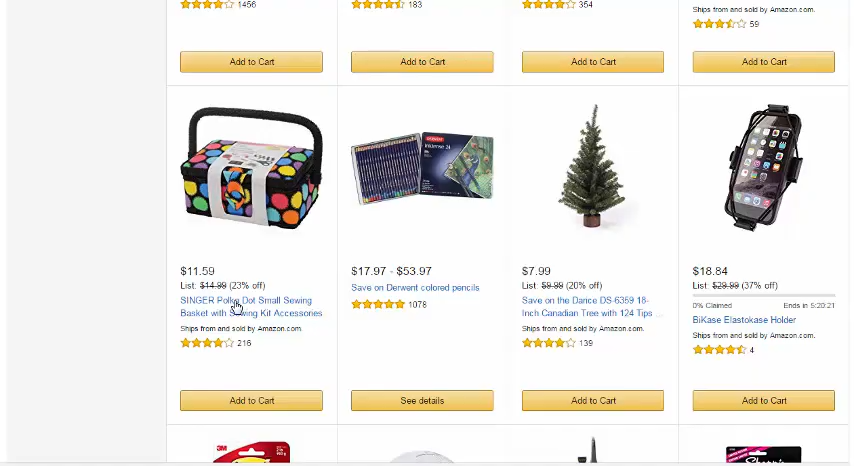 1456
183
354
Ships from and sold by Amazon.com.
59
Add to Cart
Add to Cart
Add to Cart
Add to Cart
$11.59
List: $14.99 (23% off)
SINGER Polka Dot Small Sewing
Basket with Sewing Kit Accessories
Ships from and sold by Amazon.com.
216
Add to Cart
DERWENT
Inktense 24
$17.97 - $53.97
Save on Derwent colored pencils
1078
See details
$7.99
List: $9.99 (20% off)
Save on the Darice DS-6359 18-
Inch Canadian Tree with 124 Tips ...
Ships from and sold by Amazon.com.
139
Add to Cart
$18.84
List: $29.99 (37% off)
0% Claimed
Ends in 5:20:21
BiKase Elastokase Holder
Ships from and sold by Amazon.com.
4
Add to Cart
3M
Sharpie